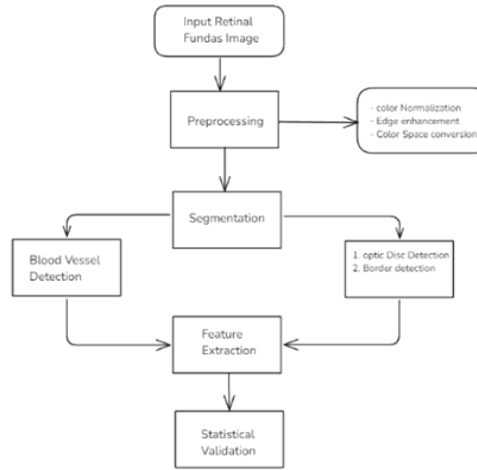 Input Retinal
Fundas Image
Preprocessing
- color Normalization
- Edge enhancement
- Color Space conversion
Segmentation
Blood Vessel
Detection
1. optic Disc Detection
2. Border detection
Feature
Extraction
Statistical
Validation